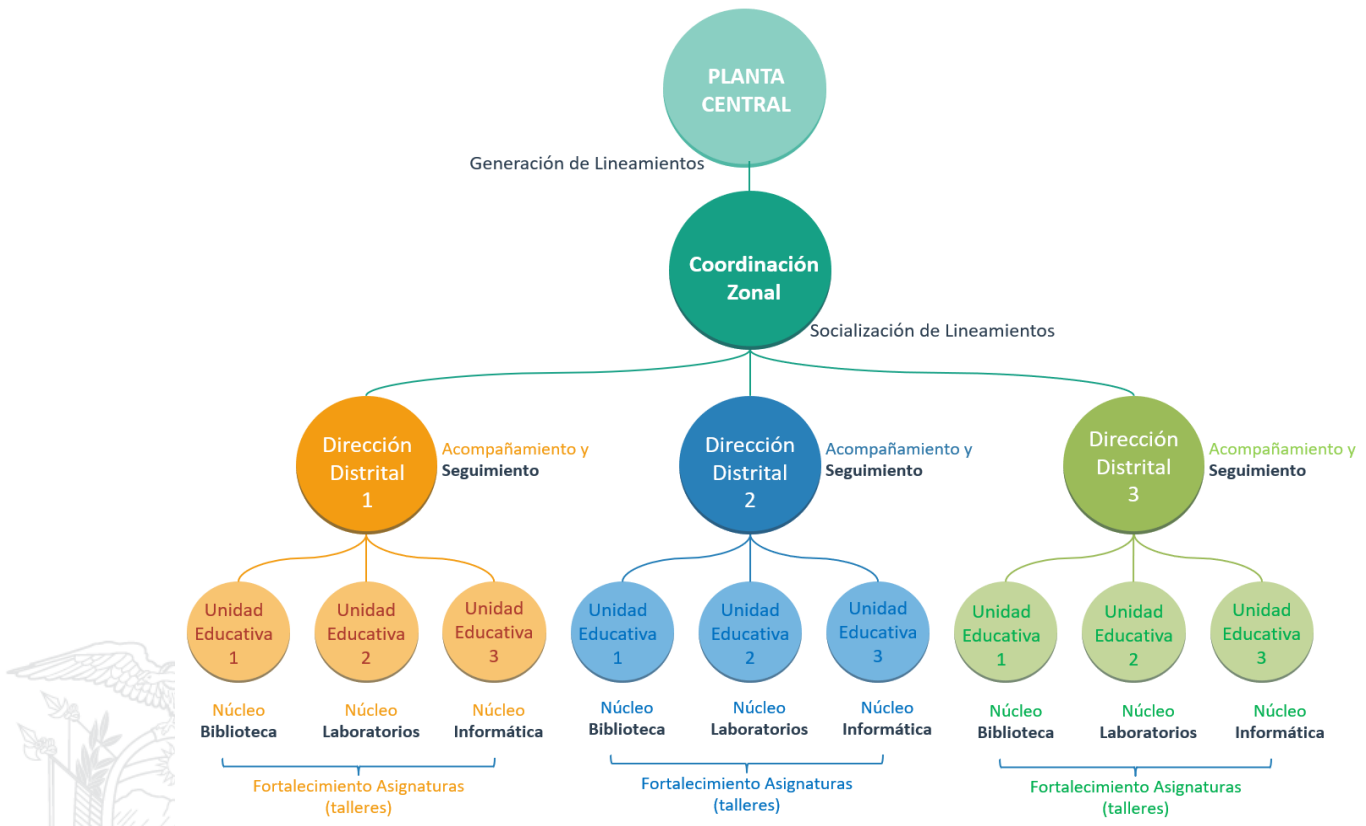 PLANTA
CENTRAL
Generación de Lineamientos
Coordinación
Zonal
Socialización de Lineamientos
Dirección
Distrital
1
Acompañamiento y
Seguimiento
Dirección
Distrital
2
Acompañamiento y
Seguimiento
Dirección
Distrital
3
Acompañamiento y
Seguimiento
Unidad
Educativa
1
Unidad
Educativa
2
Unidad
Educativa
3
Unidad
Educativa
1
Unidad
Educativa
2
Unidad
Educativa
3
Unidad
Educativa
1
Unidad
Educativa
2
Unidad
Educativa
3
Núcleo
Biblioteca
Núcleo
Laboratorios
Núcleo
Informática
Núcleo
Biblioteca
Núcleo
Laboratorios
Núcleo
Informática
Núcleo
Biblioteca
Núcleo
Laboratorios
Núcleo
Informática
Fortalecimiento Asignaturas
(talleres)
Fortalecimiento Asignaturas
(talleres)
Fortalecimiento Asignaturas
(talleres)